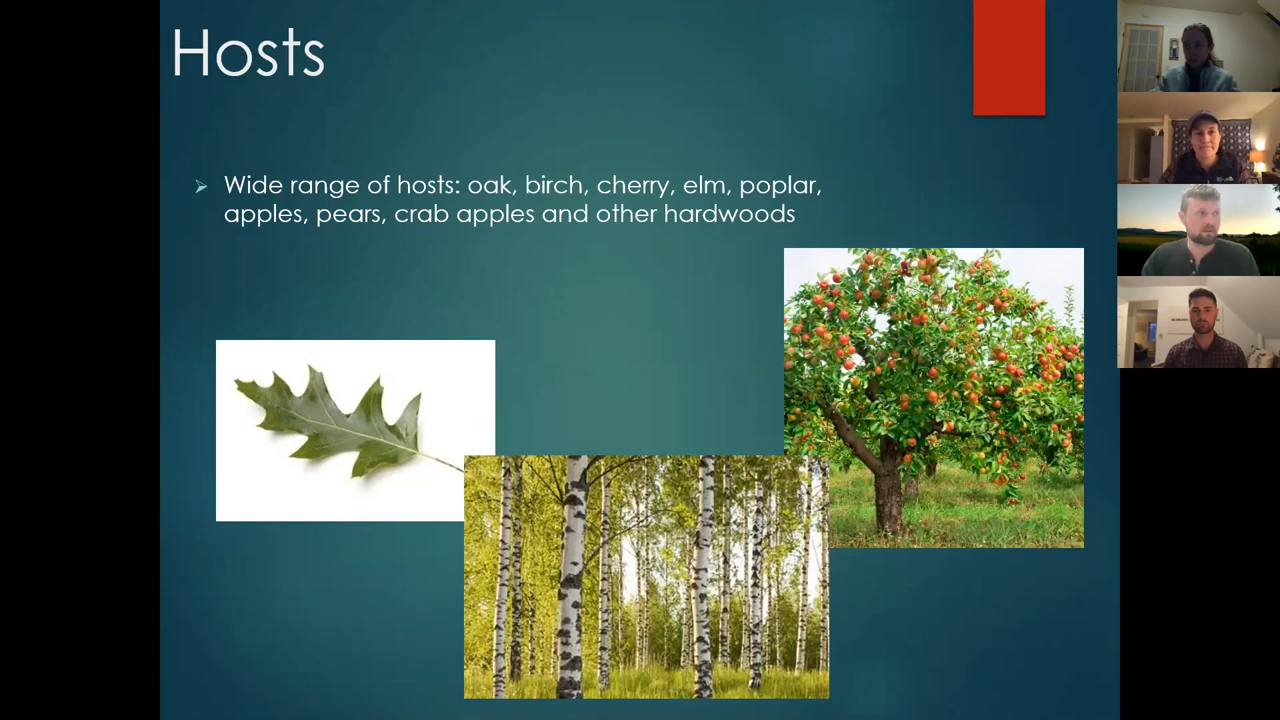 Hosts
Wide range of hosts: oak, birch, cherry, elm, poplar,
apples, pears, crab apples and other hardwoods